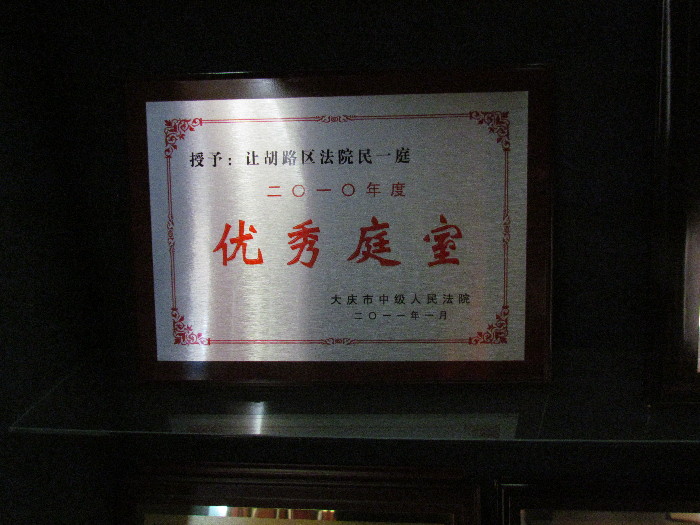 授予：让胡路区法院民一庭
二〇一〇年度
优秀庭室
大庆市中级人民法院
二〇一一年一月